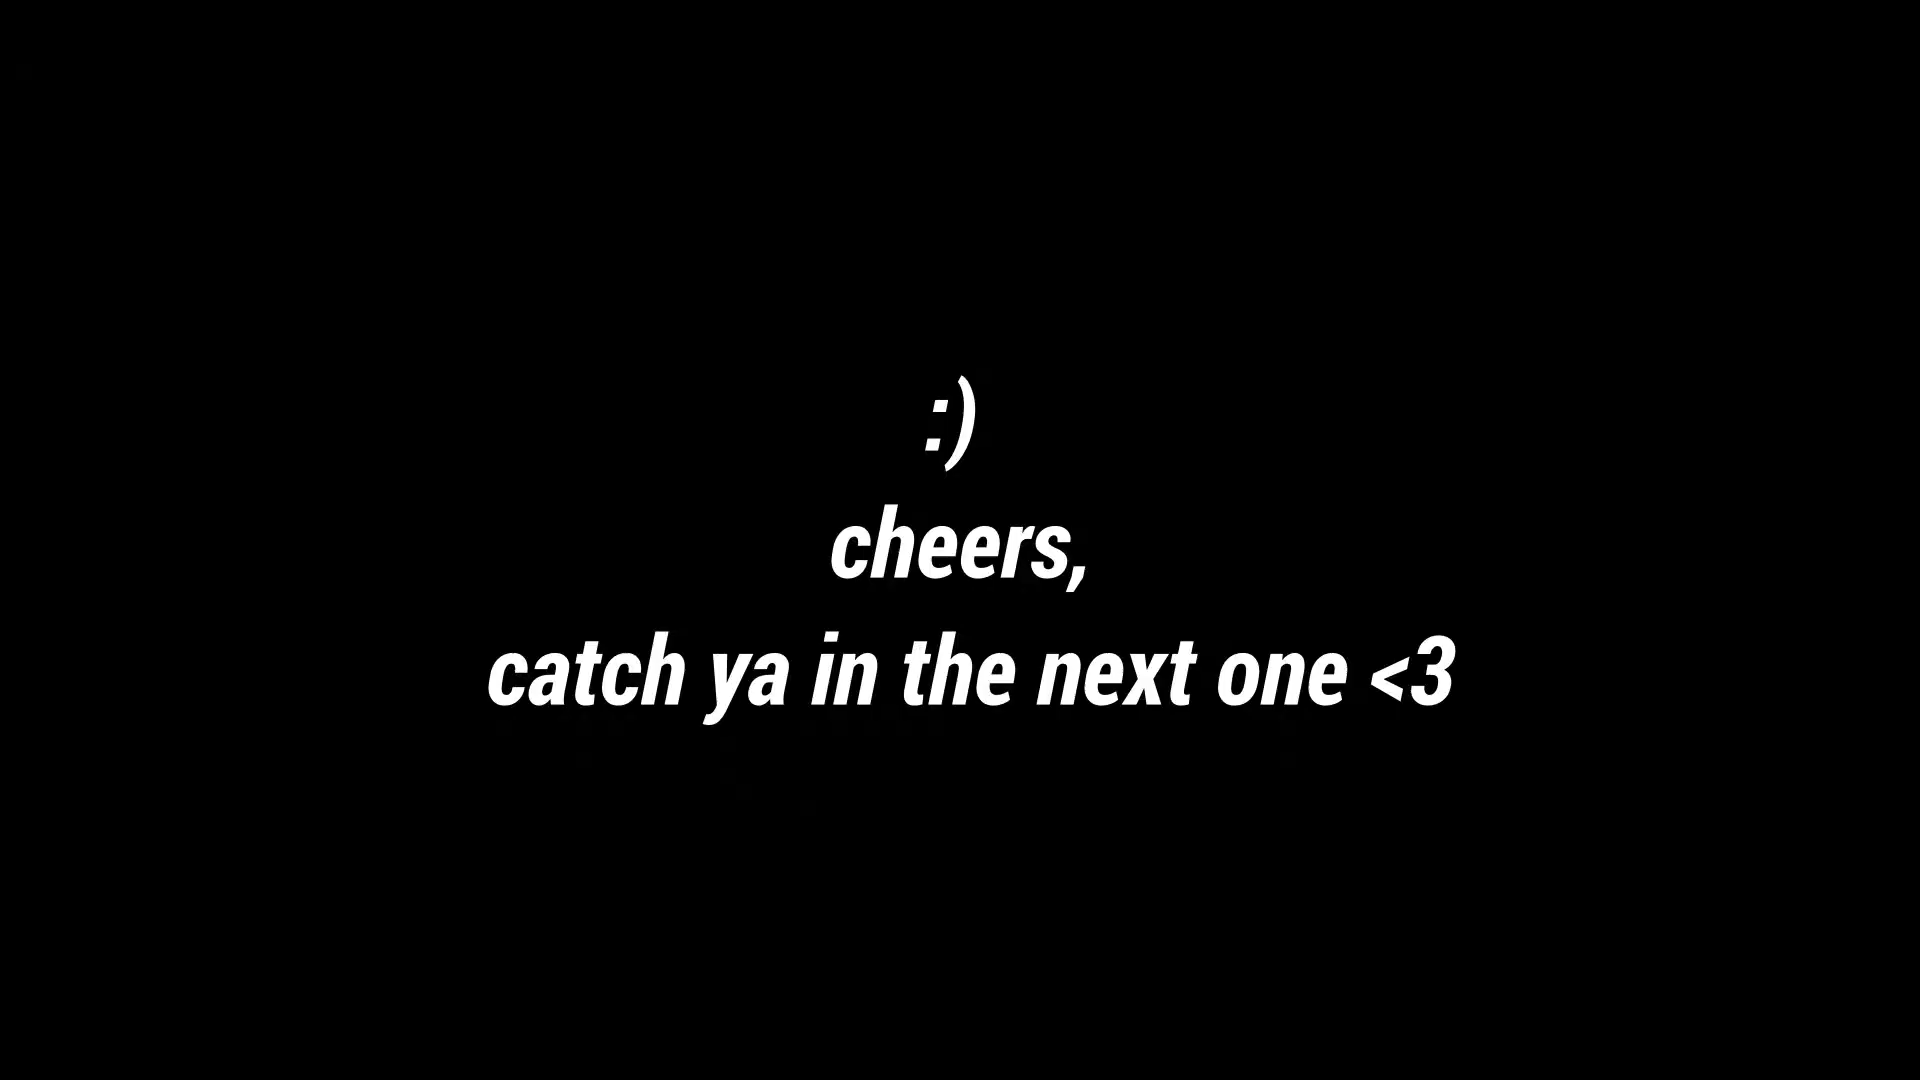 :)
cheers,
catch ya in the next one <3